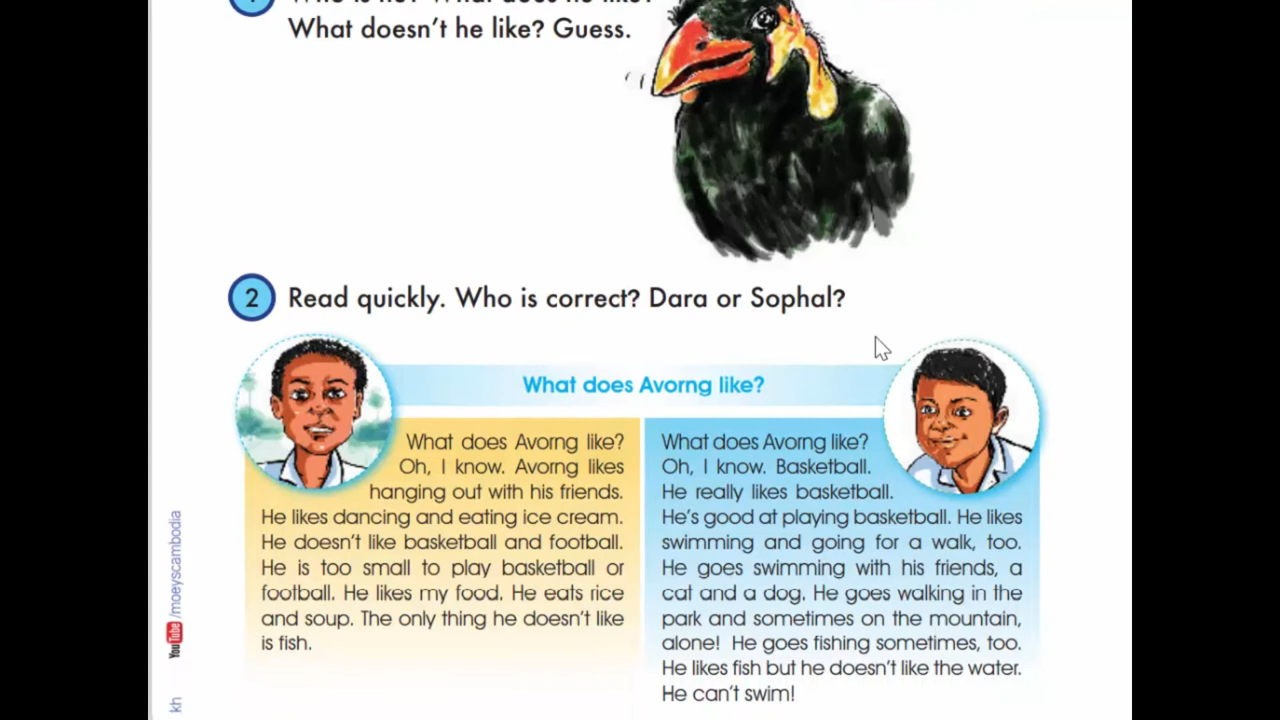 What doesn't he like? Guess.
2
Read quickly. Who is correct? Dara or Sophal?
What does Avorng like?
What does Avorng like?
Oh, I know. Avorng likes
hanging out with his friends.
He likes dancing and eating ice cream.
He doesn't like basketball and football.
He is too small to play basketball or
football. He likes my food. He eats rice
and soup. The only thing he doesn't like
is fish.
What does Avorng like?
Oh, I know. Basketball.
He really likes basketball.
He's good at playing basketball. He likes
swimming and going for a walk, too.
He goes swimming with his friends, a
cat and a dog. He goes walking in the
park and sometimes on the mountain,
alone! He goes fishing sometimes, too.
He likes fish but he doesn't like the water.
He can't swim!
YouTube /moeyscambodia
kh